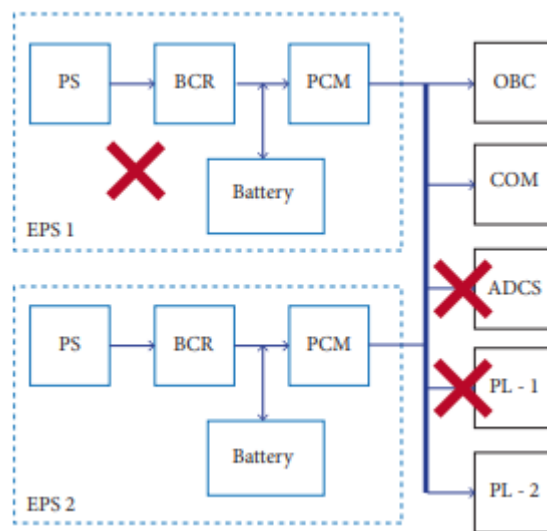 PS
BCR
PCM
OBC
Battery
COM
EPS 1
ADCS
PS
BCR
PCM
PL - 1
Battery
PL - 2
EPS 2